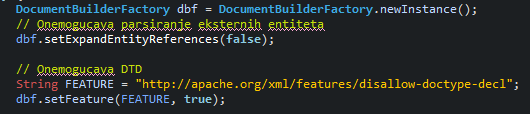 DocumentBuilderFactory dbf = DocumentBuilderFactory.newInstance();
// Onemogucava parsiranje eksternih entiteta
dbf.setExpandEntityReferences(false);
// Onemogucava DTD
String FEATURE = "http://apache.org/xml/features/disallow-doctype-decl";
dbf.setFeature(FEATURE, true);